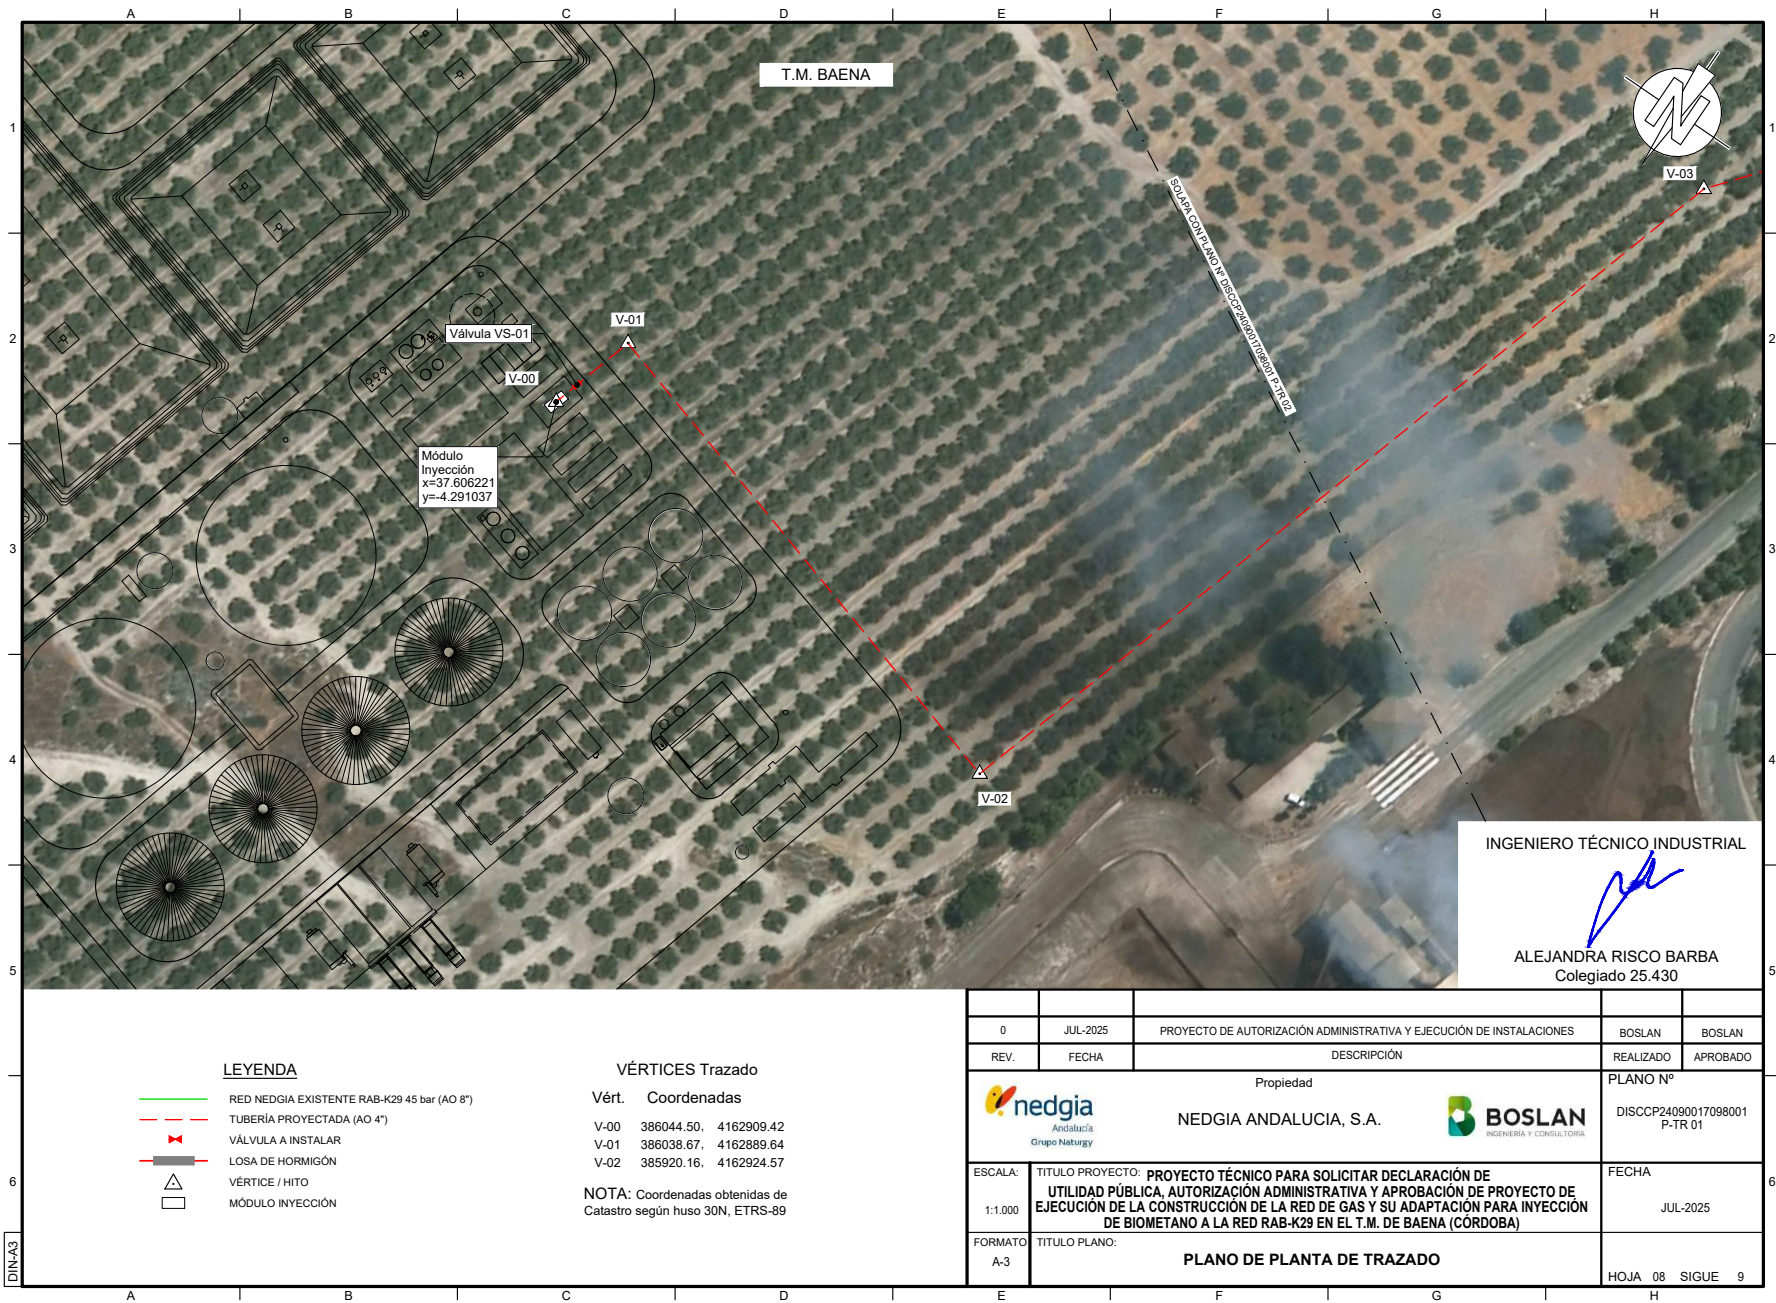 A B C D E F G H
T.M. BAENA
1 1
V-03
SOLAPA CON PLANO Nº DISCCP24090017098001 P-TR 02
V-01
Válvula VS-01
2 2
V-00
Módulo
Inyección
x=37.606221
y=-4.291037
3 3
4 4
V-02
INGENIERO TÉCNICO INDUSTRIAL
ALEJANDRA RISCO BARBA
Colegiado 25.430
5 5
0 JUL-2025 PROYECTO DE AUTORIZACIÓN ADMINISTRATIVA Y EJECUCIÓN DE INSTALACIONES BOSLAN BOSLAN
REV. FECHA DESCRIPCIÓN REALIZADO APROBADO
LEYENDA
RED NEDGIA EXISTENTE RAB-K29 45 bar (AO 8")
TUBERÍA PROYECTADA (AO 4")
VÁLVULA A INSTALAR
LOSA DE HORMIGÓN
VÉRTICE / HITO
MÓDULO INYECCIÓN
VÉRTICES Trazado
Vért. Coordenadas
V-00 386044.50, 4162909.42
V-01 386038.67, 4162889.64
V-02 385920.16, 4162924.57
NOTA: Coordenadas obtenidas de
Catastro según huso 30N, ETRS-89
nedgia
Andalucía
Grupo Naturgy
Propiedad
NEDGIA ANDALUCIA, S.A.
BOSLAN
INGENIERÍA Y CONSULTORÍA
PLANO Nº
DISCCP24090017098001
P-TR 01
6 6
ESCALA:
1:1.000
TITULO PROYECTO: PROYECTO TÉCNICO PARA SOLICITAR DECLARACIÓN DE
UTILIDAD PÚBLICA, AUTORIZACIÓN ADMINISTRATIVA Y APROBACIÓN DE PROYECTO DE
EJECUCIÓN DE LA CONSTRUCCIÓN DE LA RED DE GAS Y SU ADAPTACIÓN PARA INYECCIÓN
DE BIOMETANO A LA RED RAB-K29 EN EL T.M. DE BAENA (CÓRDOBA)
FECHA
JUL-2025
FORMATO
A-3
TITULO PLANO:
PLANO DE PLANTA DE TRAZADO
HOJA 08 SIGUE 9
DIN-A3
A B C D E F G H